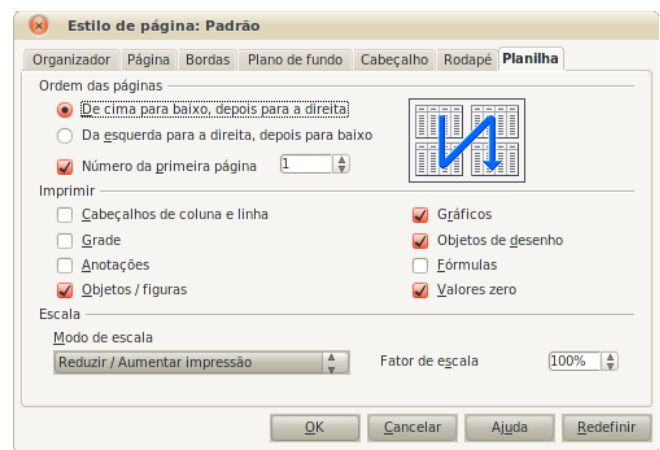 Estilo de página: Padrão
Organizador Página Bordas Plano de fundo Cabeçalho Rodapé Planilha
Ordem das páginas
De cima para baixo, depois para a direita
Da esquerda para a direita, depois para baixo
Número da primeira página 1
Imprimir
Cabeçalhos de coluna e linha Gráficos
Grade Objetos de desenho
Anotações Fórmulas
Objetos / figuras Valores zero
Escala
Modo de escala
Reduzir / Aumentar impressão Fator de escala 100%
OK Cancelar Ajuda Redefinir